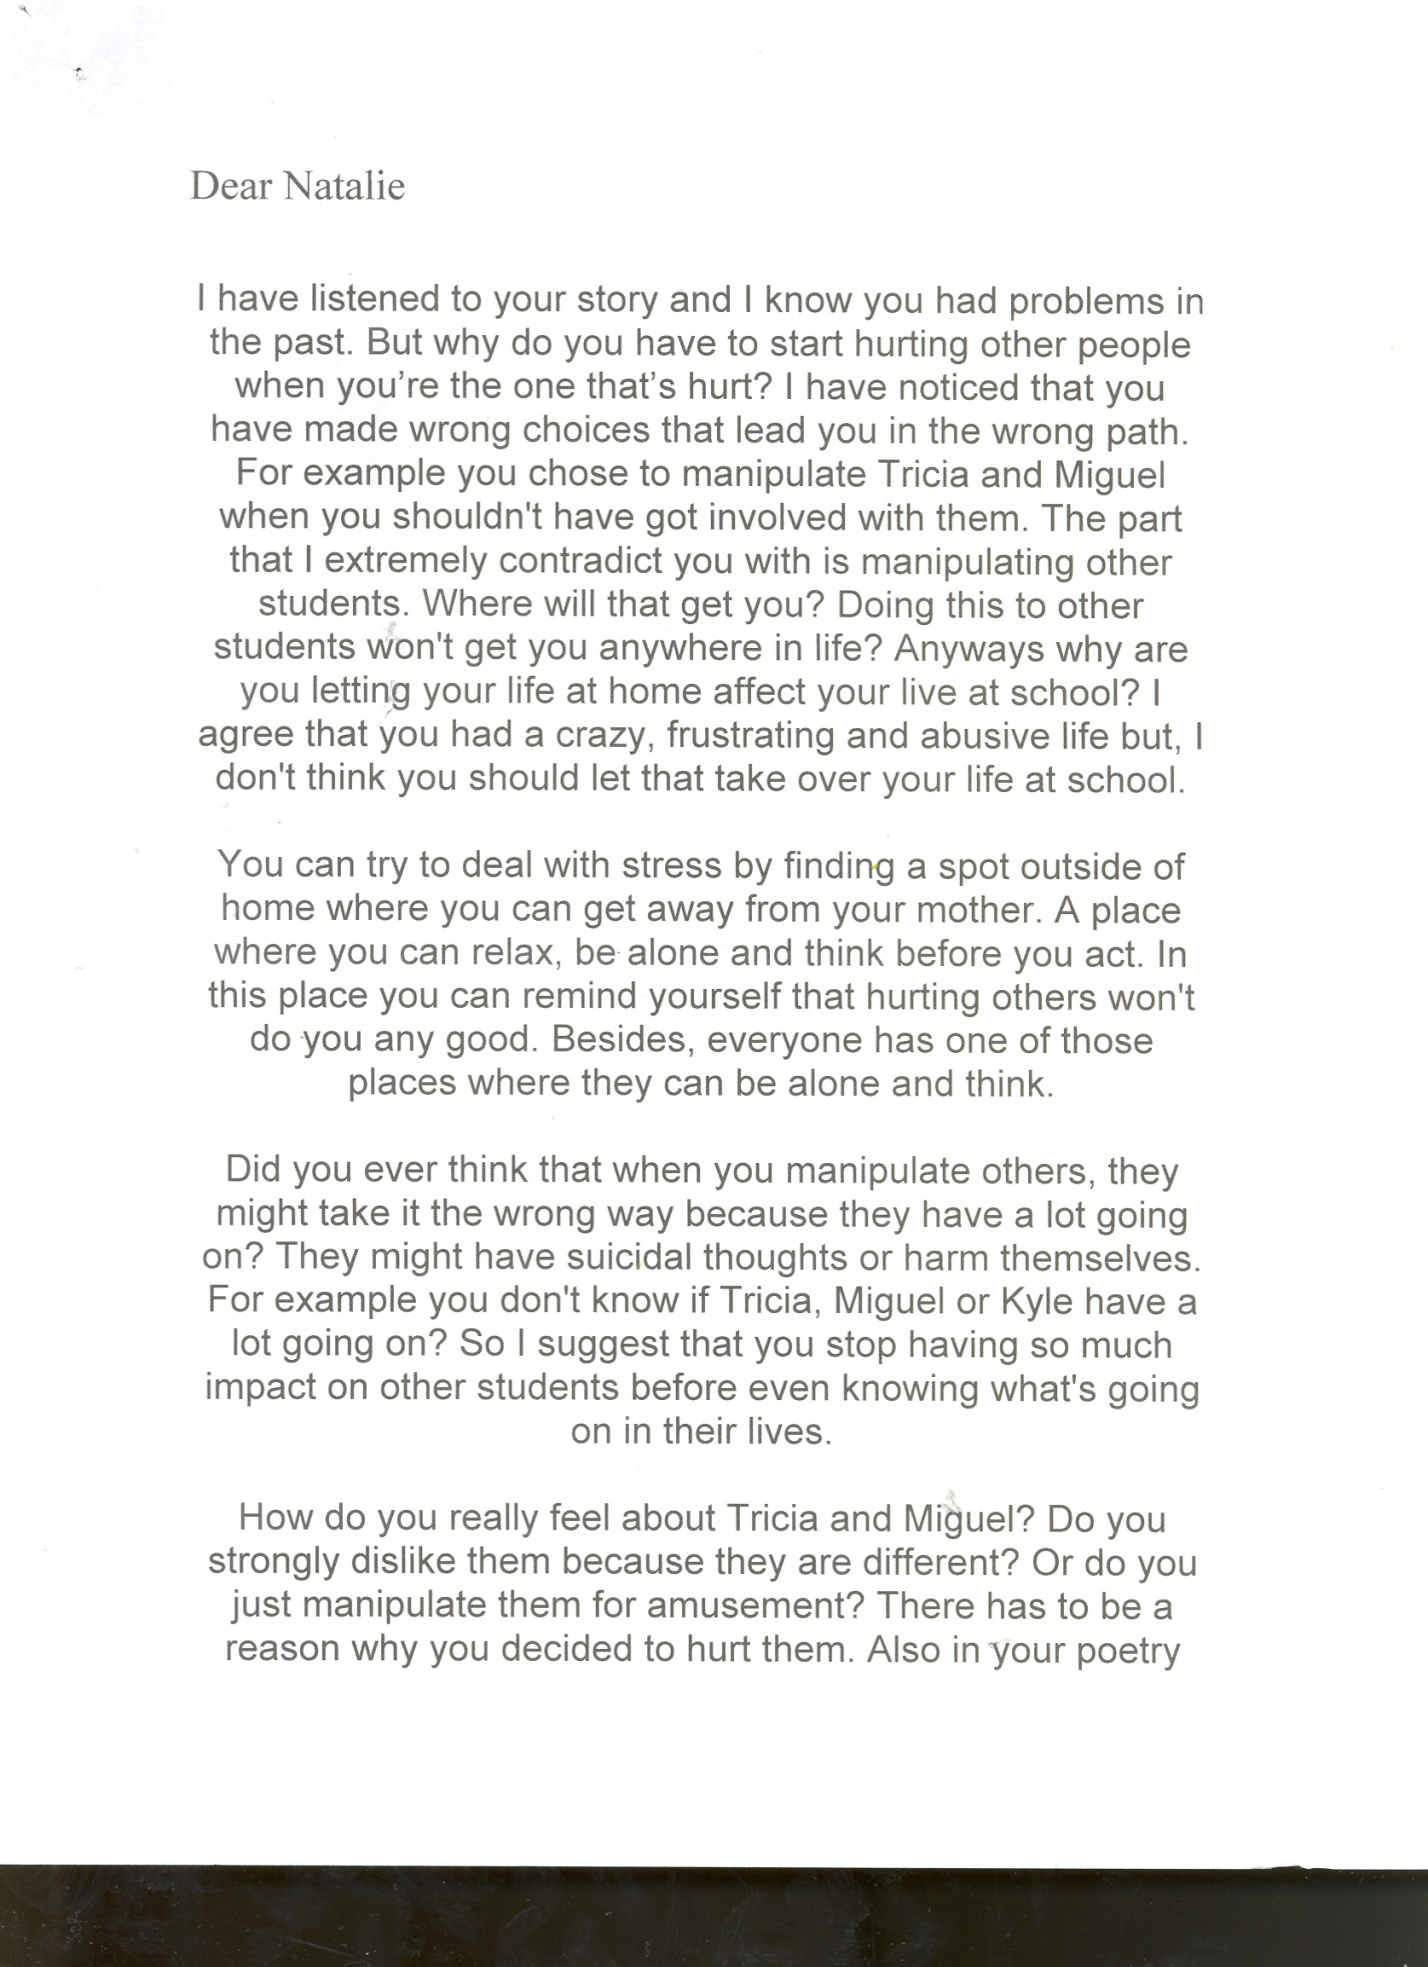 Dear Natalie
I have listened to your story and I know you had problems in
the past. But why do you have to start hurting other people
when you’re the one that’s hurt? I have noticed that you
have made wrong choices that lead you in the wrong path.
For example you chose to manipulate Tricia and Miguel
when you shouldn't have got involved with them. The part
that I extremely contradict you with is manipulating other
students. Where will that get you? Doing this to other
students won't get you anywhere in life? Anyways why are
you letting your life at home affect your live at school? I
agree that you had a crazy, frustrating and abusive life but, I
don't think you should let that take over your life at school.
You can try to deal with stress by finding a spot outside of
home where you can get away from your mother. A place
where you can relax, be alone and think before you act. In
this place you can remind yourself that hurting others won't
do you any good. Besides, everyone has one of those
places where they can be alone and think.
Did you ever think that when you manipulate others, they
might take it the wrong way because they have a lot going
on? They might have suicidal thoughts or harm themselves.
For example you don't know if Tricia, Miguel or Kyle have a
lot going on? So I suggest that you stop having so much
impact on other students before even knowing what's going
on in their lives.
How do you really feel about Tricia and Miguel? Do you
strongly dislike them because they are different? Or do you
just manipulate them for amusement? There has to be a
reason why you decided to hurt them. Also in your poetry